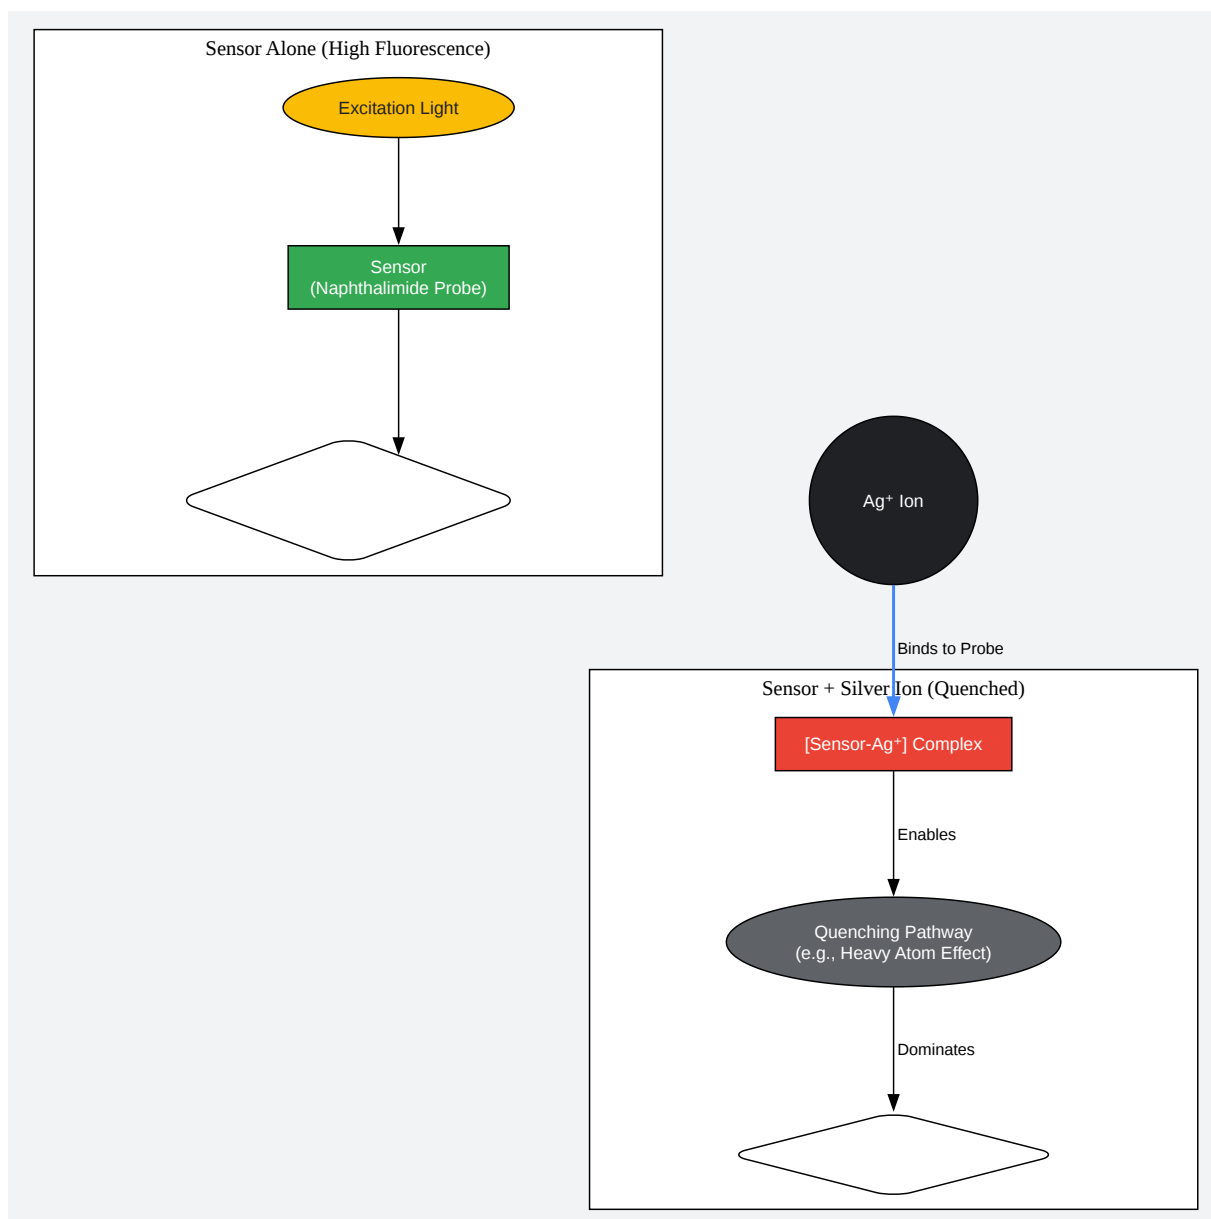 Sensor Alone (High Fluorescence)
Excitation Light
Sensor
(Naphthalimide Probe)
Ag⁺ Ion
Binds to Probe
Sensor + Silver Ion (Quenched)
[Sensor-Ag⁺] Complex
Enables
Quenching Pathway
(e.g., Heavy Atom Effect)
Dominates